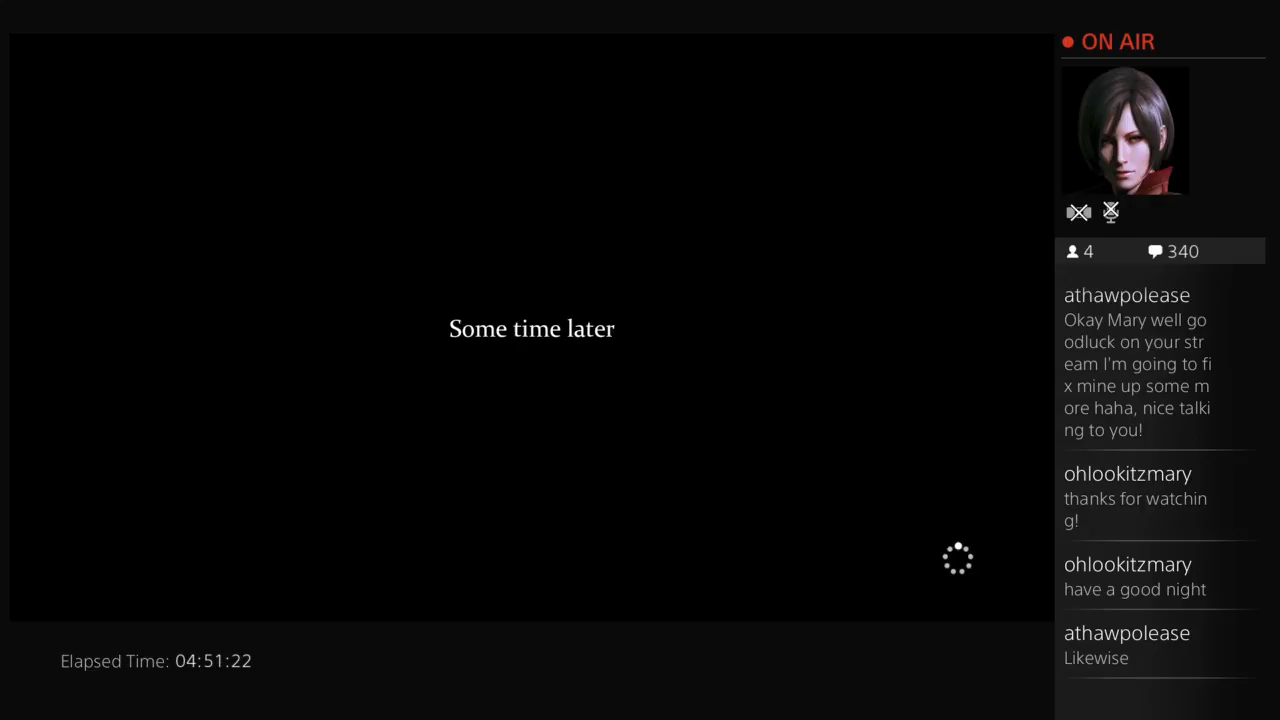 ON AIR
4 340
athawpolease
Okay Mary well go
odluck on your str
eam I'm going to fi
x mine up some m
ore haha, nice talki
ng to you!
ohlookitzmary
thanks for watchin
g!
ohlookitzmary
have a good night
athawpolease
Likewise
Some time later
Elapsed Time: 04:51:22